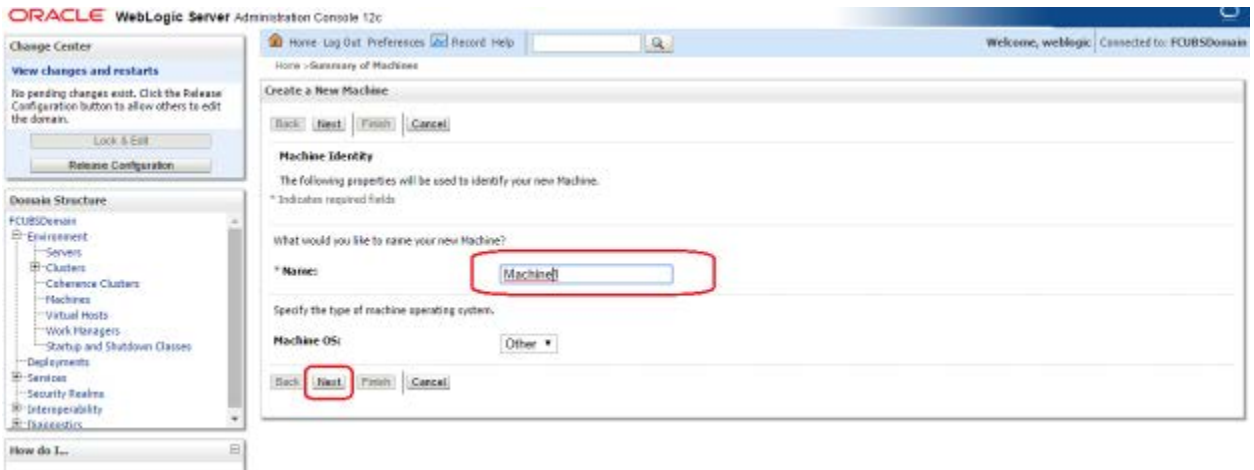 ORACLE WebLogic Server Administration Console 12c
Change Center
View changes and restarts
No pending changes exist. Click the Release
Configuration button to allow others to edit
the domain.
Lock & Edit
Release Configuration
Domain Structure
FCUBSDomain
Environment
Servers
Clusters
Coherence Clusters
Machines
Virtual Hosts
Work Managers
Startup and Shutdown Classes
Deployments
Services
Security Realms
Interoperability
Diagnostics
How do I...
Home Log Out Preferences Record Help
Welcome, weblogic Connected to: FCUBSDomain
Home >Summary of Machines
Create a New Machine
Back Next Finish Cancel
Machine Identity
The following properties will be used to identify your new Machine.
* Indicates required fields
What would you like to name your new Machine?
* Name: Machine1
Specify the type of machine operating system.
Machine OS: Other
Back Next Finish Cancel